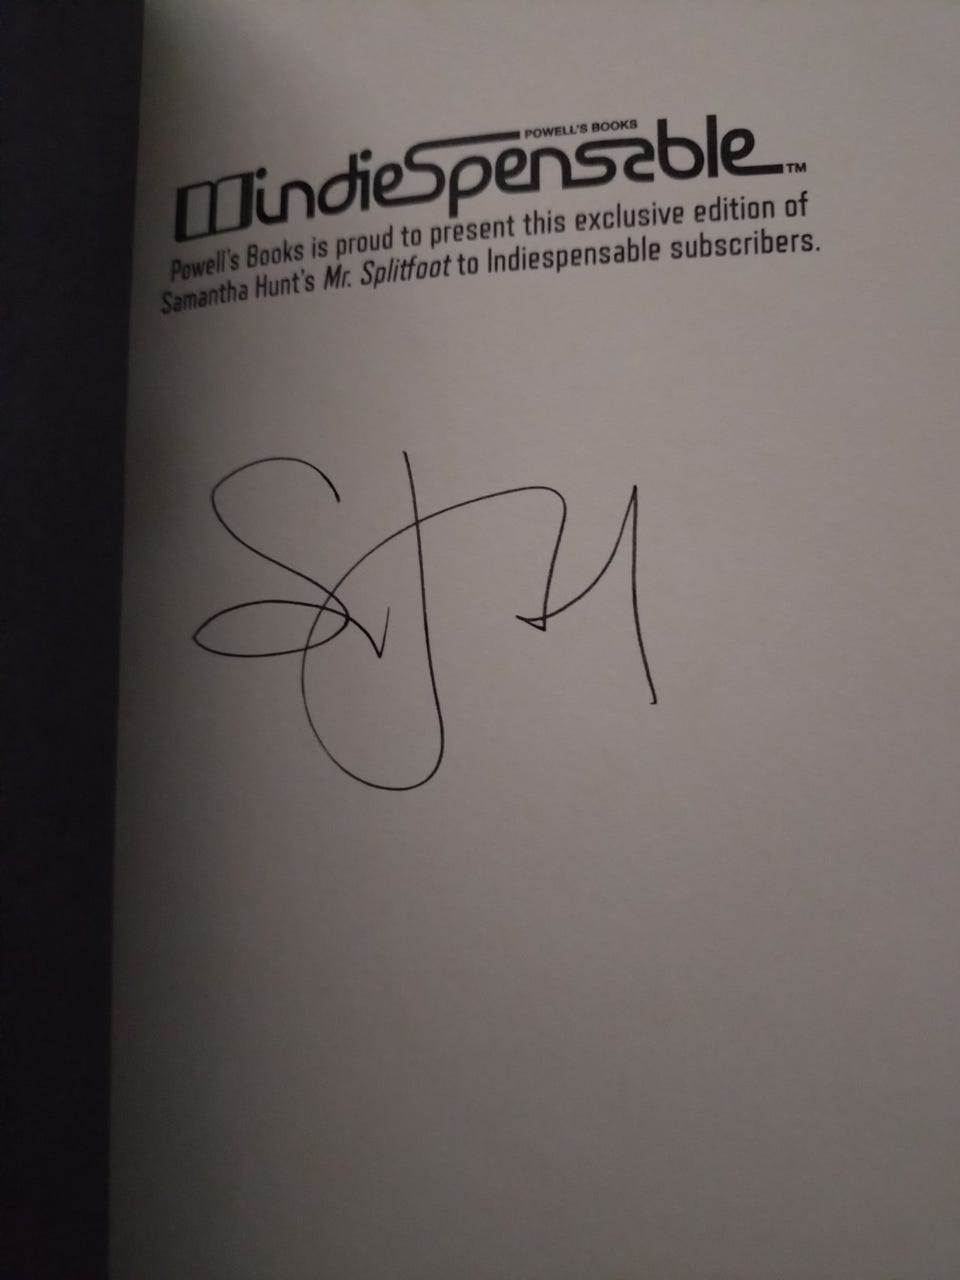 POWELL'S BOOKS
indiespensable™
Powell's Books is proud to present this exclusive edition of
Samantha Hunt's Mr. Splitfoot to Indiespensable subscribers.